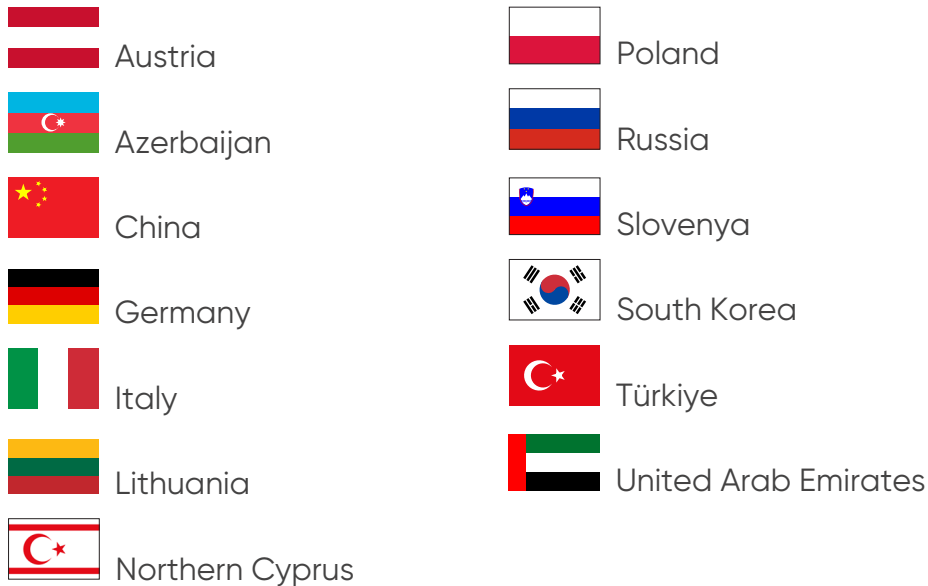 Austria
Azerbaijan
China
Germany
Italy
Lithuania
Northern Cyprus
Poland
Russia
Slovenya
South Korea
Türkiye
United Arab Emirates